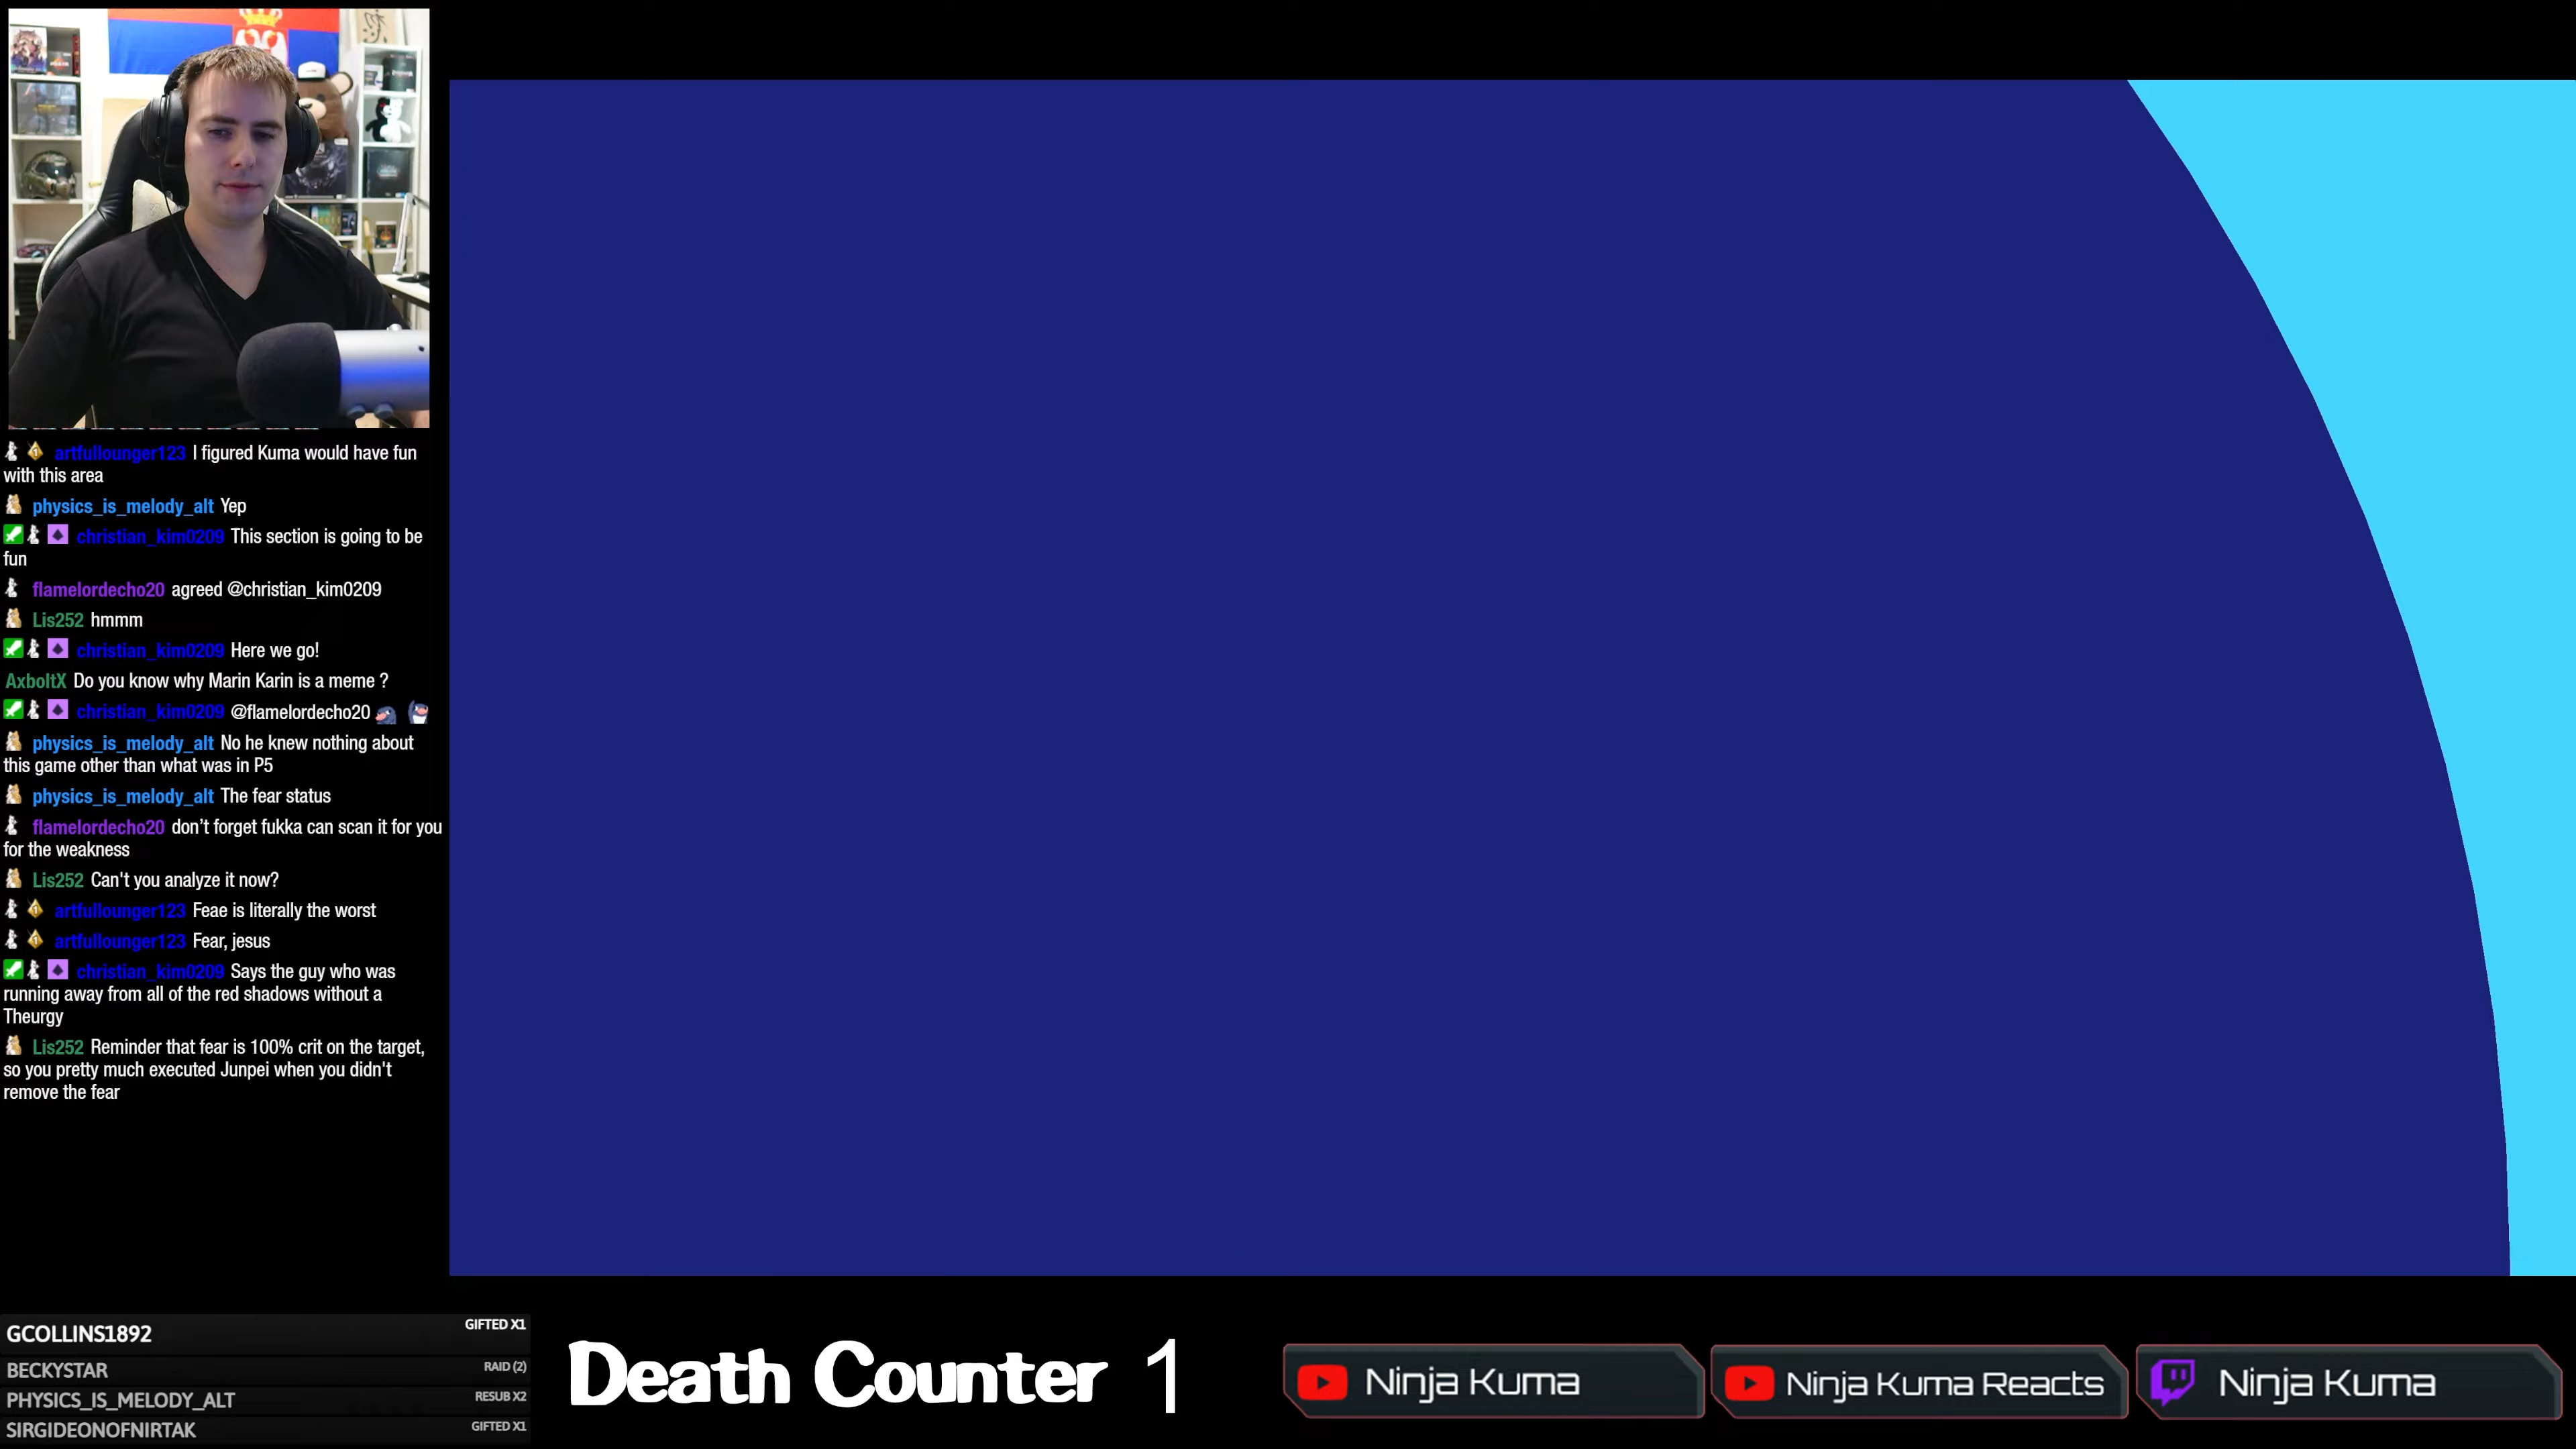 artfullounger123 I figured Kuma would have fun
with this area
physics_is_melody_alt Yep
christian_kim0209 This section is going to be
fun
flamelordecho20 agreed @christian_kim0209
Lis252 hmmm
christian_kim0209 Here we go!
AxboltX Do you know why Marin Karin is a meme ?
christian_kim0209 @flamelordecho20
physics_is_melody_alt No he knew nothing about
this game other than what was in P5
physics_is_melody_alt The fear status
flamelordecho20 don't forget fukka can scan it for you
for the weakness
Lis252 Can't you analyze it now?
artfullounger123 Feae is literally the worst
artfullounger123 Fear, jesus
christian_kim0209 Says the guy who was
running away from all of the red shadows without a
Theurgy
Lis252 Reminder that fear is 100% crit on the target,
so you pretty much executed Junpei when you didn't
remove the fear
GCOLLINS1892 GIFTED X1
BECKYSTAR RAID (2)
PHYSICS_IS_MELODY_ALT RESUB X2
SIRGIDEONOFNIRTAK GIFTED X1
Death Counter 1
Ninja Kuma
Ninja Kuma Reacts
Ninja Kuma